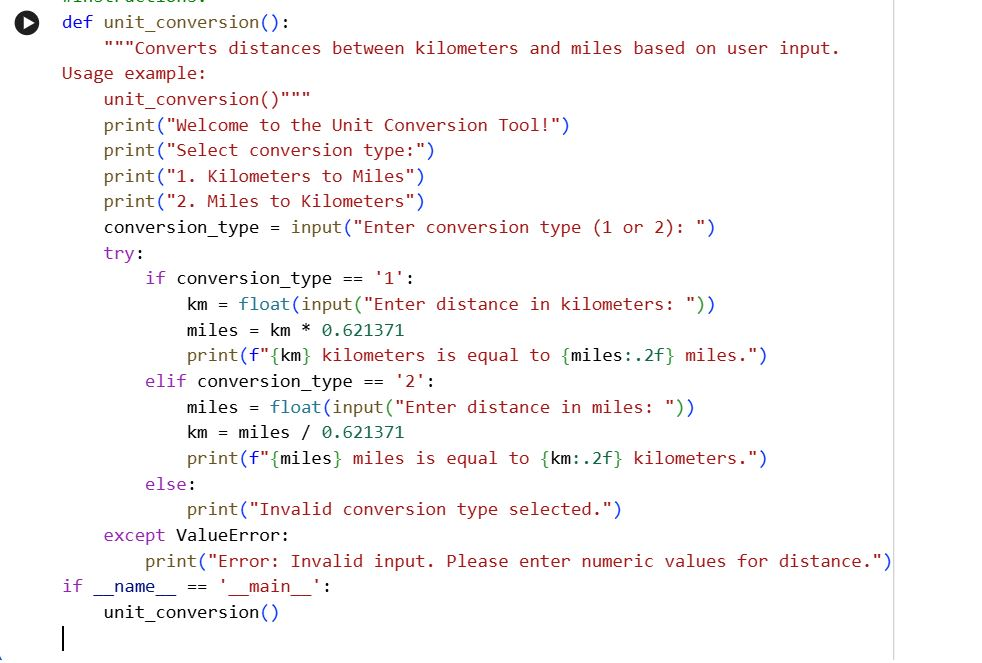 def unit_conversion():
    """Converts distances between kilometers and miles based on user input.
Usage example:
    unit_conversion()"""
    print("Welcome to the Unit Conversion Tool!")
    print("Select conversion type:")
    print("1. Kilometers to Miles")
    print("2. Miles to Kilometers")
    conversion_type = input("Enter conversion type (1 or 2): ")
    try:
        if conversion_type == '1':
            km = float(input("Enter distance in kilometers: "))
            miles = km * 0.621371
            print(f"{km} kilometers is equal to {miles:.2f} miles.")
        elif conversion_type == '2':
            miles = float(input("Enter distance in miles: "))
            km = miles / 0.621371
            print(f"{miles} miles is equal to {km:.2f} kilometers.")
        else:
            print("Invalid conversion type selected.")
    except ValueError:
        print("Error: Invalid input. Please enter numeric values for distance.")
if __name__ == '__main__':
    unit_conversion()